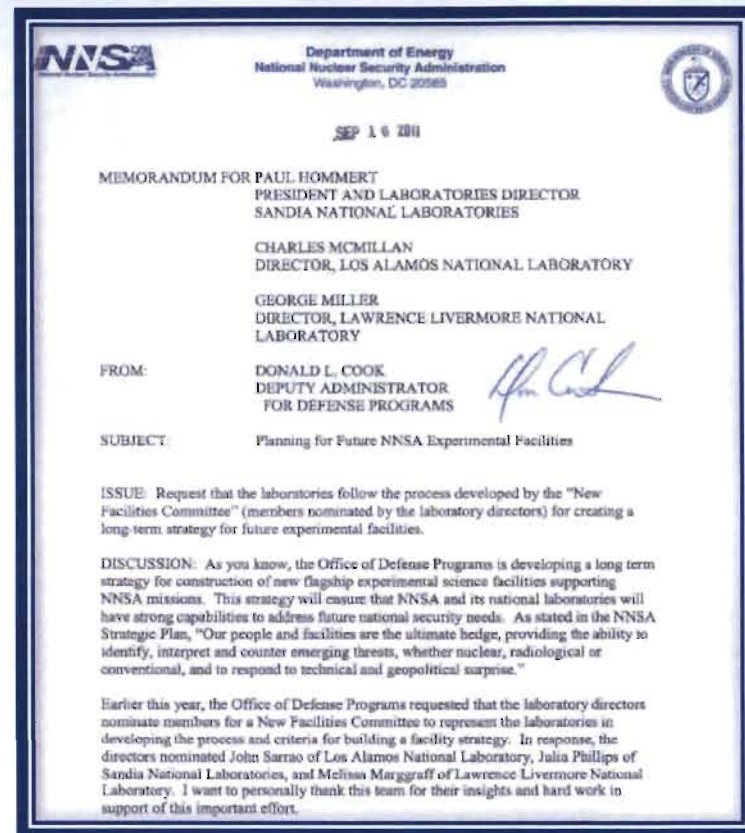 NNSA
National Nuclear Security Administration
Department of Energy
National Nuclear Security Administration
Washington, DC 20585
SEP 16 2011
MEMORANDUM FOR PAUL HOMMERT
PRESIDENT AND LABORATORIES DIRECTOR
SANDIA NATIONAL LABORATORIES
CHARLES MCMILLAN
DIRECTOR, LOS ALAMOS NATIONAL LABORATORY
GEORGE MILLER
DIRECTOR, LAWRENCE LIVERMORE NATIONAL
LABORATORY
FROM:
DONALD L. COOK
DEPUTY ADMINISTRATOR
FOR DEFENSE PROGRAMS
Don Cook
SUBJECT:
Planning for Future NNSA Experimental Facilities
ISSUE: Request that the laboratories follow the process developed by the "New
Facilities Committee" (members nominated by the laboratory directors) for creating a
long-term strategy for future experimental facilities.
DISCUSSION: As you know, the Office of Defense Programs is developing a long term
strategy for construction of new flagship experimental science facilities supporting
NNSA missions. This strategy will ensure that NNSA and its national laboratories will
have strong capabilities to address future national security needs. As stated in the NNSA
Strategic Plan, "Our people and facilities are the ultimate hedge, providing the ability to
identify, interpret and counter emerging threats, whether nuclear, radiological or
conventional, and to respond to technical and geopolitical surprise."
Earlier this year, the Office of Defense Programs requested that the laboratory directors
nominate members for a New Facilities Committee to represent the laboratories in
developing the process and criteria for building a facility strategy. In response, the
directors nominated John Sarrao of Los Alamos National Laboratory, Julia Phillips of
Sandia National Laboratories, and Melissa Marggraff of Lawrence Livermore National
Laboratory. I want to personally thank this team for their insights and hard work in
support of this important effort.